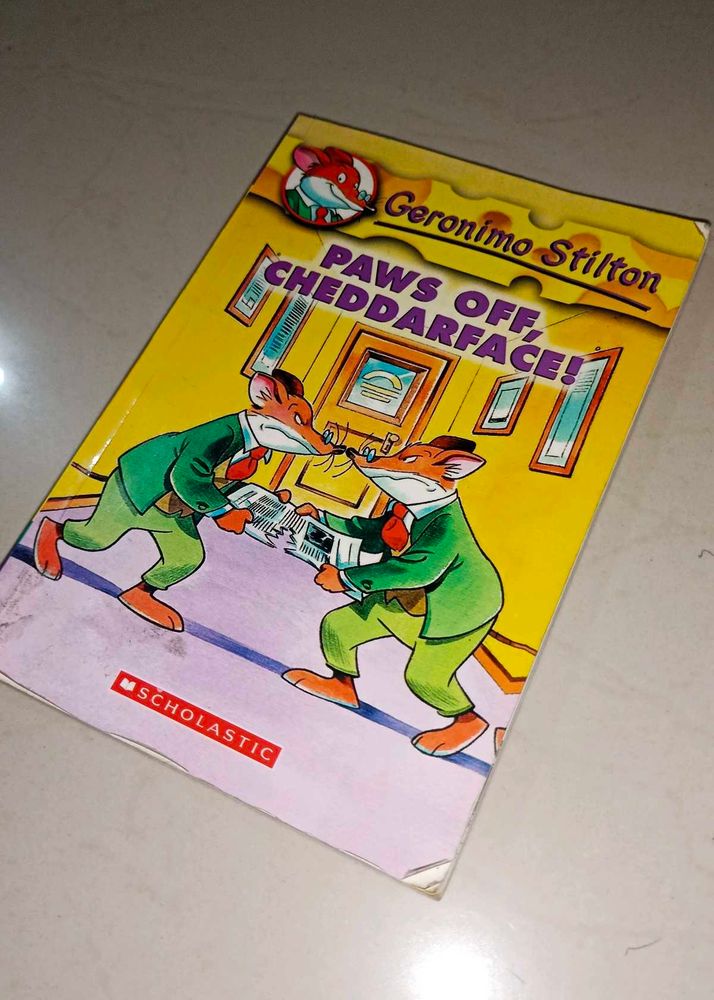 Geronimo Stilton
PAWS OFF,
CHEDDARFACE!
SCHOLASTIC